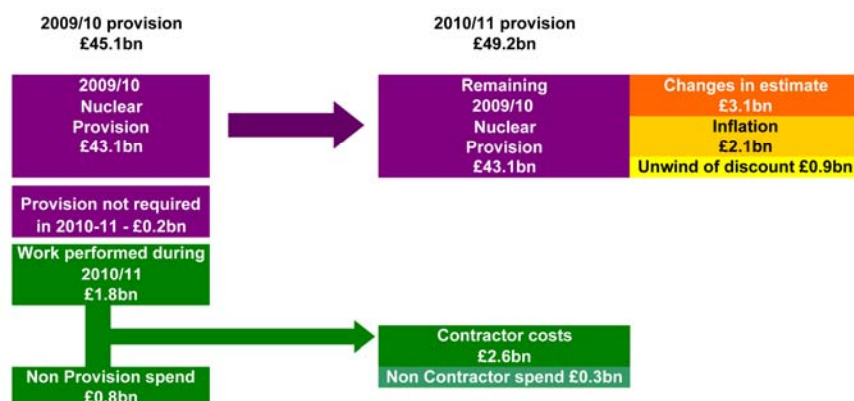 2009/10 provision
£45.1bn
2010/11 provision
£49.2bn
2009/10
Nuclear
Provision
£43.1bn
Remaining
2009/10
Nuclear
Provision
£43.1bn
Changes in estimate
£3.1bn
Inflation
£2.1bn
Unwind of discount £0.9bn
Provision not required
in 2010-11 - £0.2bn
Work performed during
2010/11
£1.8bn
Contractor costs
£2.6bn
Non Contractor spend £0.3bn
Non Provision spend
£0.8bn